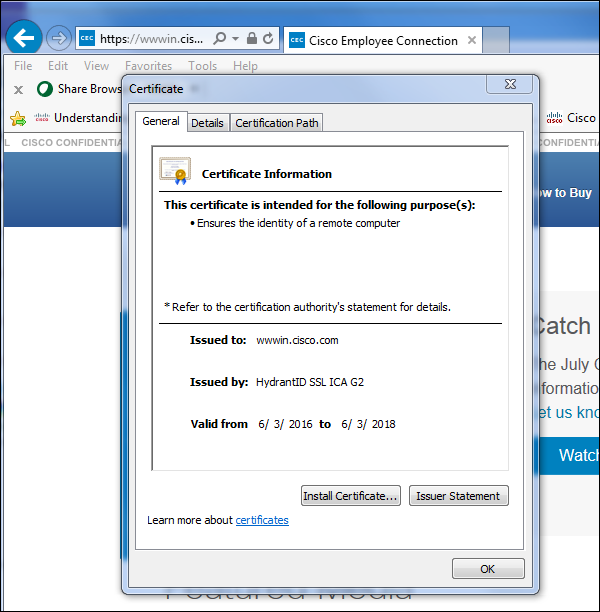 CEC https://wwwin.cis... CEC Cisco Employee Connection
File Edit View Favorites Tools Help
Share Brows
Certificate
Understandin
cisco Cisco
General Details Certification Path
L CISCO CONFIDENTIAL
ONFIDENTIAL
Certificate Information
This certificate is intended for the following purpose(s):
• Ensures the identity of a remote computer
ow to Buy
* Refer to the certification authority's statement for details.
Issued to: wwwin.cisco.com
Catch
he July
Issued by: HydrantID SSL ICA G2
nformatio
et us kno
Valid from 6/ 3/ 2016 to 6/ 3/ 2018
Watch
Install Certificate... Issuer Statement
Learn more about certificates
OK
Featured Media